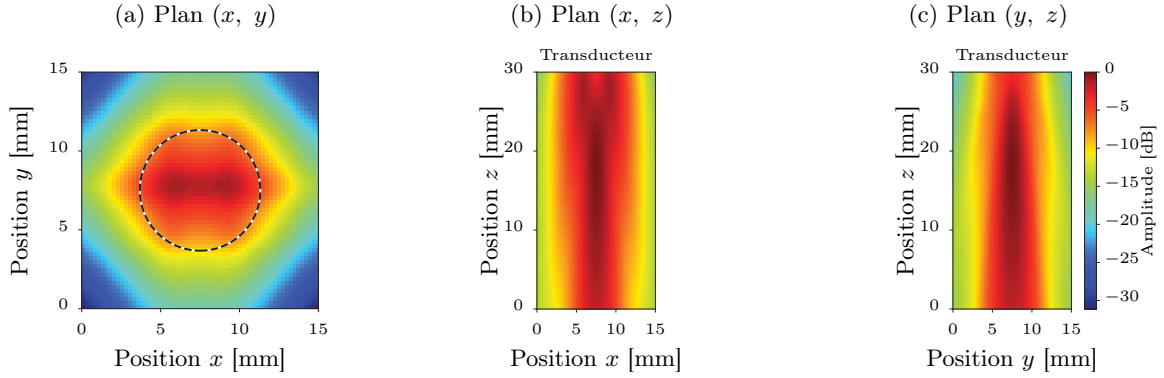 (a) Plan (x, y)
15
10
5
0
0 5 10 15
Position y [mm]
Position x [mm]
(b) Plan (x, z)
Transducteur
30
20
10
0
0 5 10 15
Position z [mm]
Position x [mm]
(c) Plan (y, z)
Transducteur
30
20
10
0
0 5 10 15
Position z [mm]
Position y [mm]
0
−5
−10
−15
−20
−25
−30
Amplitude [dB]